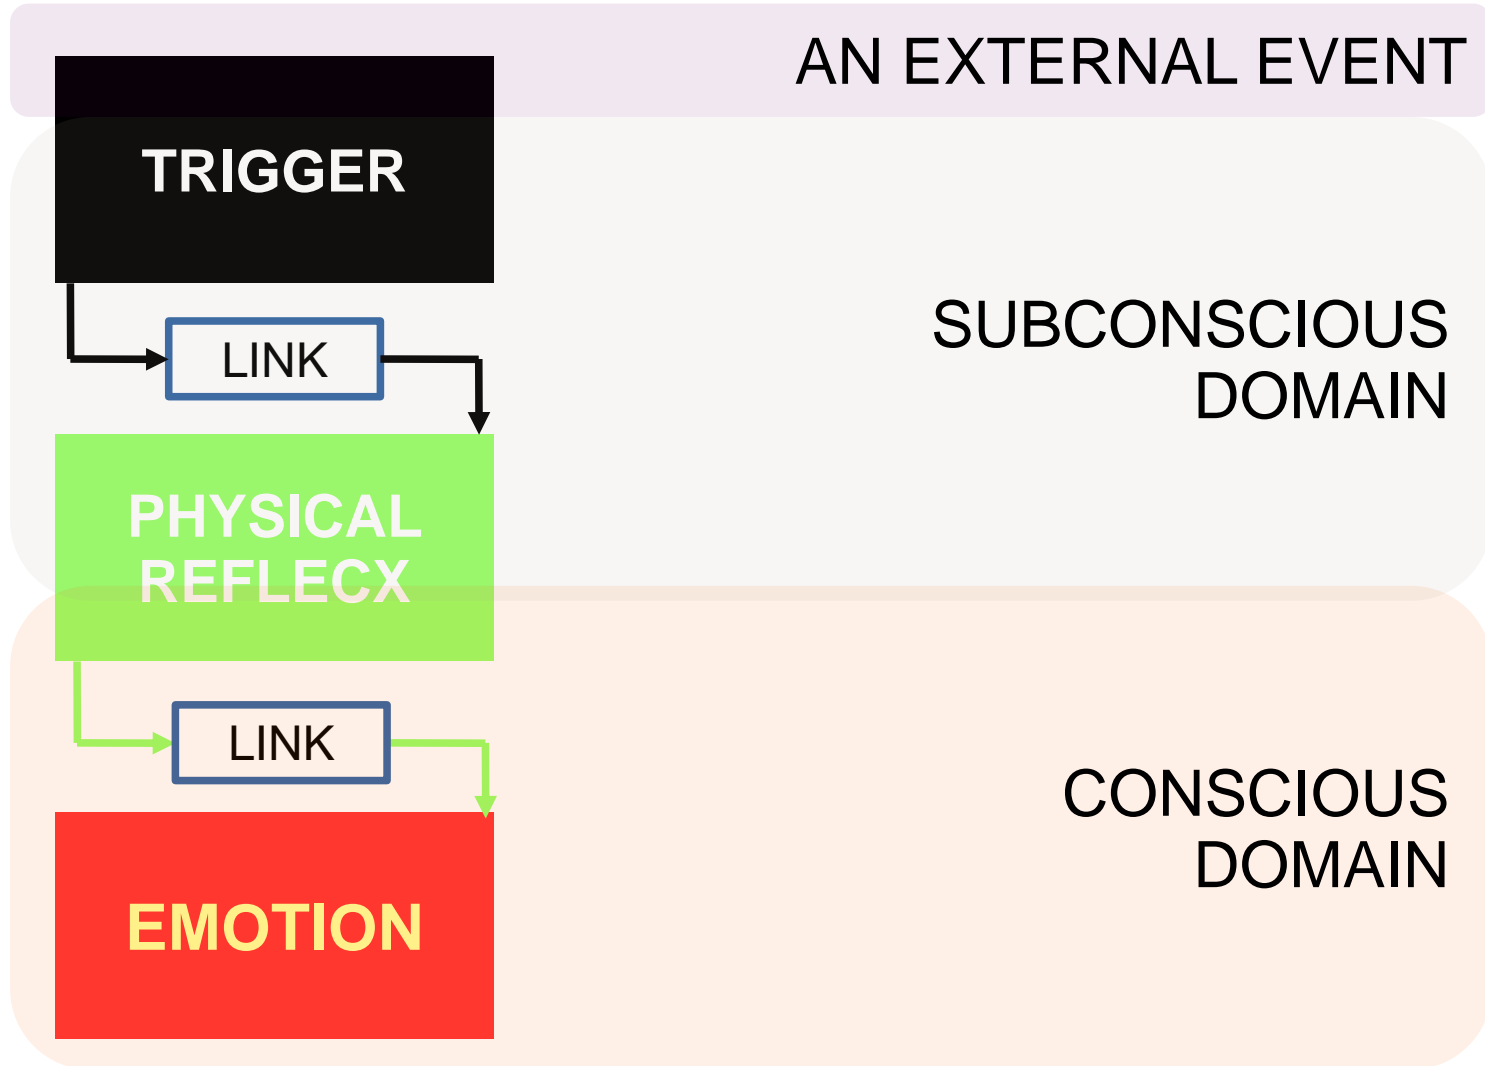 AN EXTERNAL EVENT
TRIGGER
LINK
SUBCONSCIOUS
DOMAIN
PHYSICAL
REFLECX
LINK
CONSCIOUS
DOMAIN
EMOTION